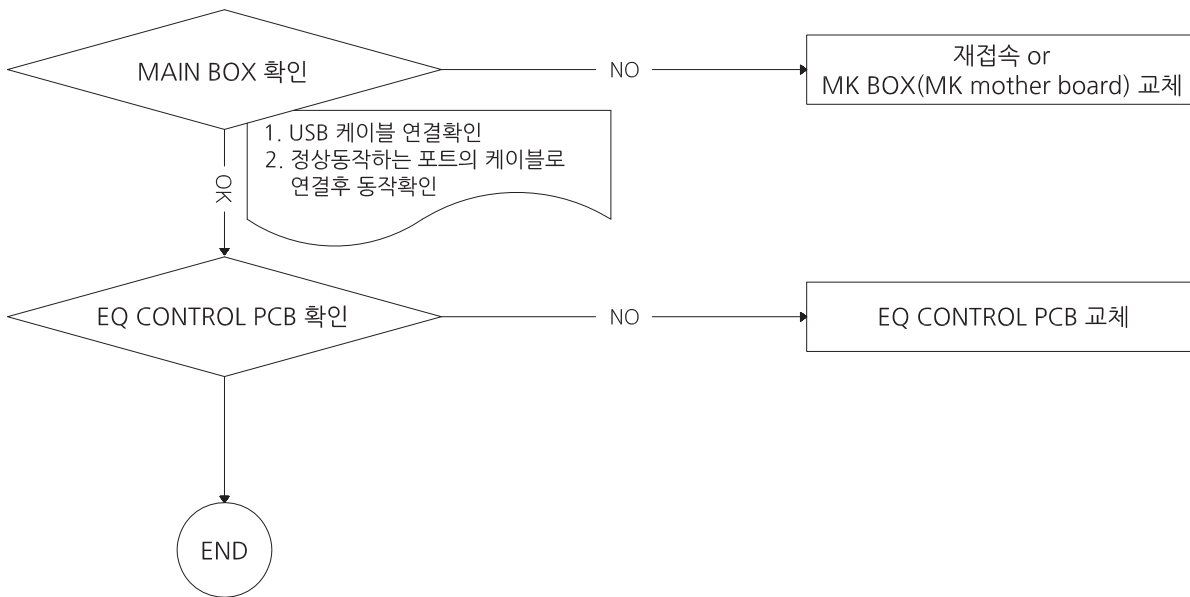 MAIN BOX 확인
NO
재접속 or
MK BOX(MK mother board) 교체
1. USB 케이블 연결확인
2. 정상동작하는 포트의 케이블로
연결후 동작확인
OK
EQ CONTROL PCB 확인
NO
EQ CONTROL PCB 교체
END